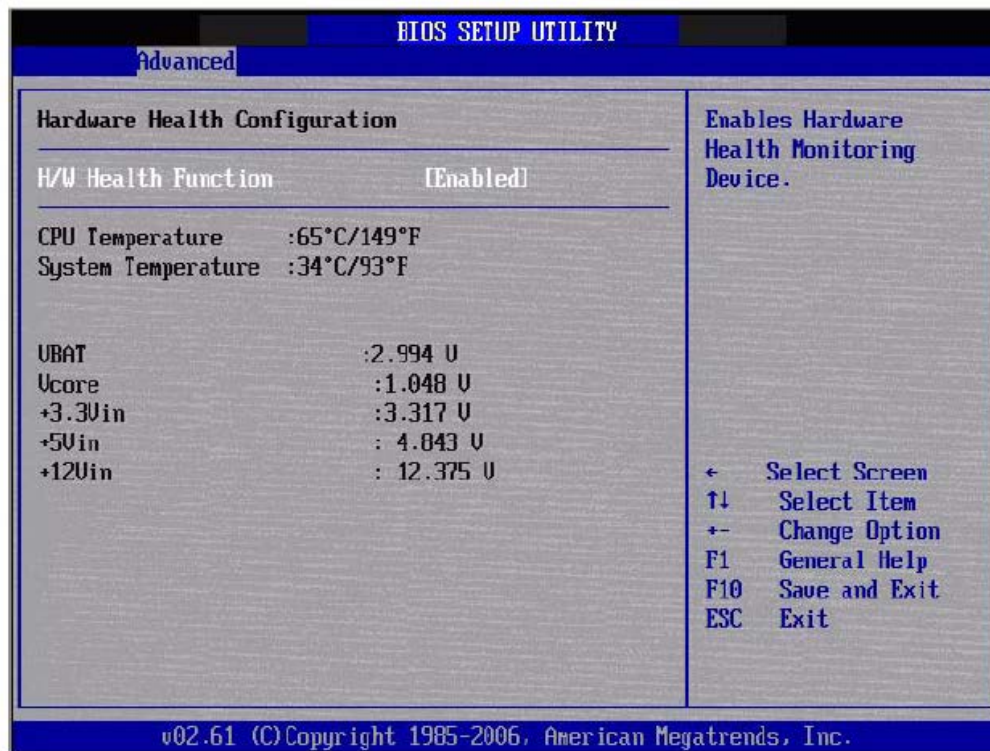 BIOS SETUP UTILITY
Advanced
Hardware Health Configuration
H/W Health Function [Enabled]
CPU Temperature :65°C/149°F
System Temperature :34°C/93°F
VBAT :2.994 V
Vcore :1.048 V
+3.3Vin :3.317 V
+5Vin : 4.843 V
+12Vin : 12.375 V
Enables Hardware
Health Monitoring
Device.
← Select Screen
↑↓ Select Item
+- Change Option
F1 General Help
F10 Save and Exit
ESC Exit
v02.61 (C)Copyright 1985-2006, American Megatrends, Inc.